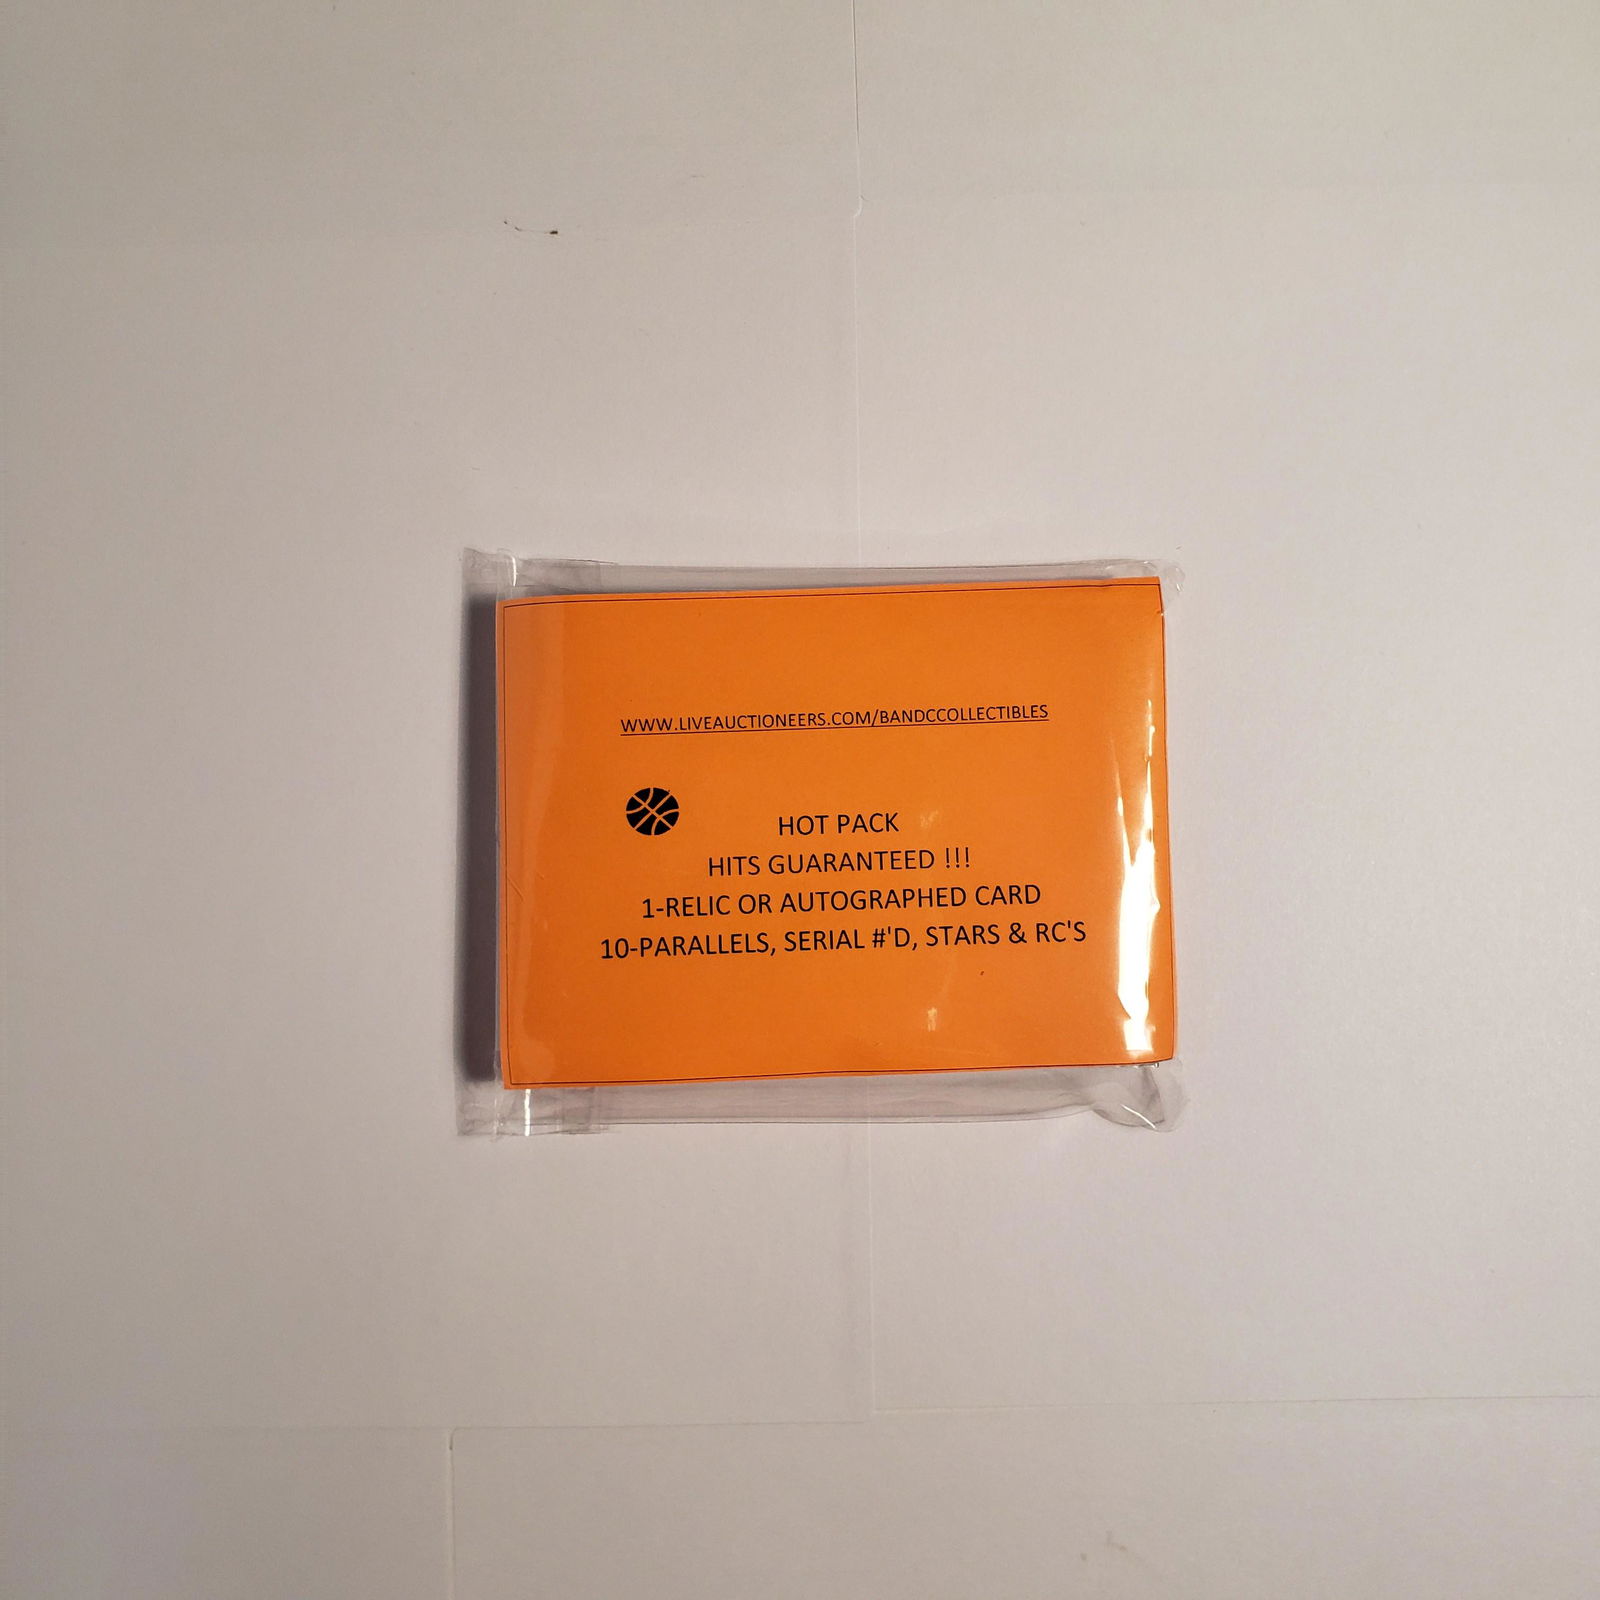 WWW.LIVEAUCTIONEERS.COM/BANDCCOLLECTIBLES
HOT PACK
HITS GUARANTEED !!!
1-RELIC OR AUTOGRAPHED CARD
10-PARALLELS, SERIAL #'D, STARS & RC'S